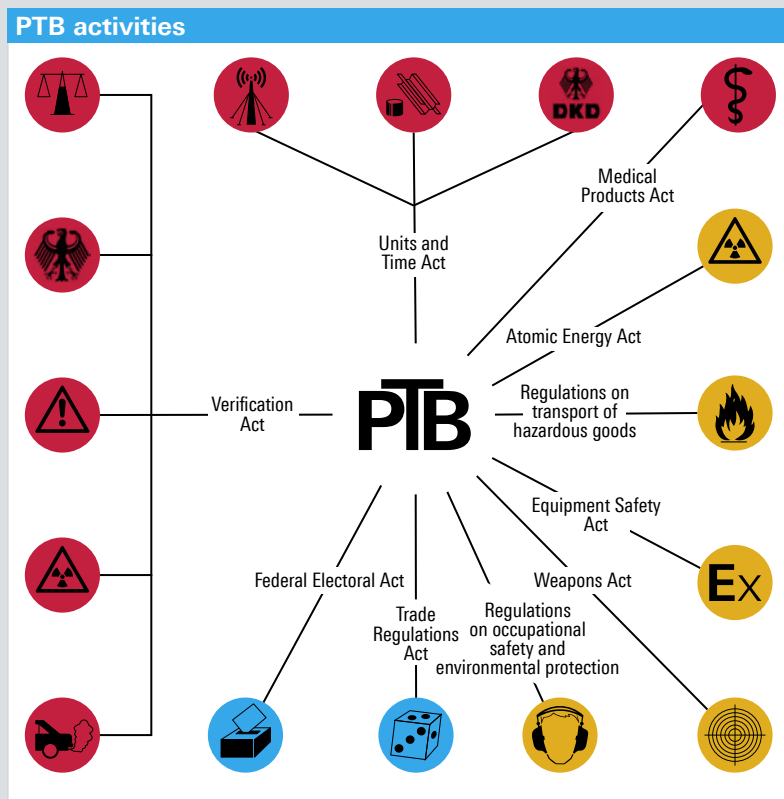 PTB activities
DKD
Medical
Products Act
Units and
Time Act
Atomic Energy Act
Regulations on
transport of
hazardous goods
Verification
Act
PTB
Equipment Safety
Act
Ex
Federal Electoral Act
Weapons Act
Trade
Regulations
Act
Regulations
on occupational
safety and
environmental protection